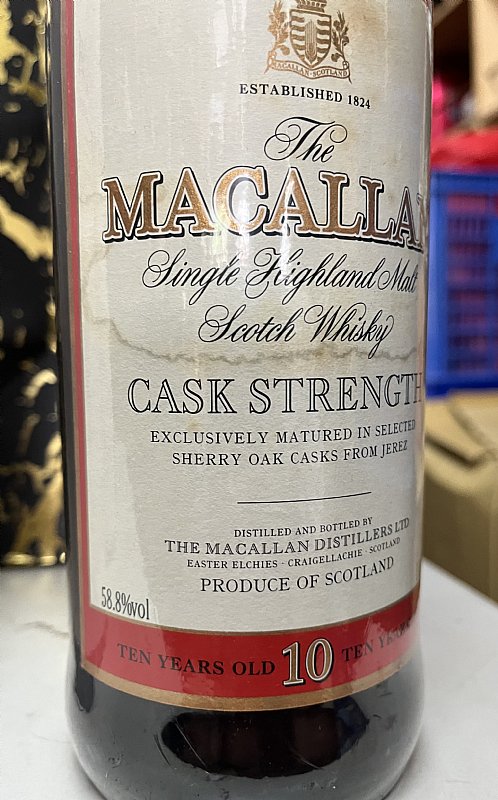 MACALLAN · SCOTLAND
ESTABLISHED 1824
The
MACALLAN
Single Highland Malt
Scotch Whisky
CASK STRENGTH
EXCLUSIVELY MATURED IN SELECTED
SHERRY OAK CASKS FROM JEREZ
DISTILLED AND BOTTLED BY
THE MACALLAN DISTILLERS LTD
EASTER ELCHIES · CRAIGELLACHIE · SCOTLAND
PRODUCE OF SCOTLAND
58.8%vol
TEN YEARS OLD 10 TEN YEARS